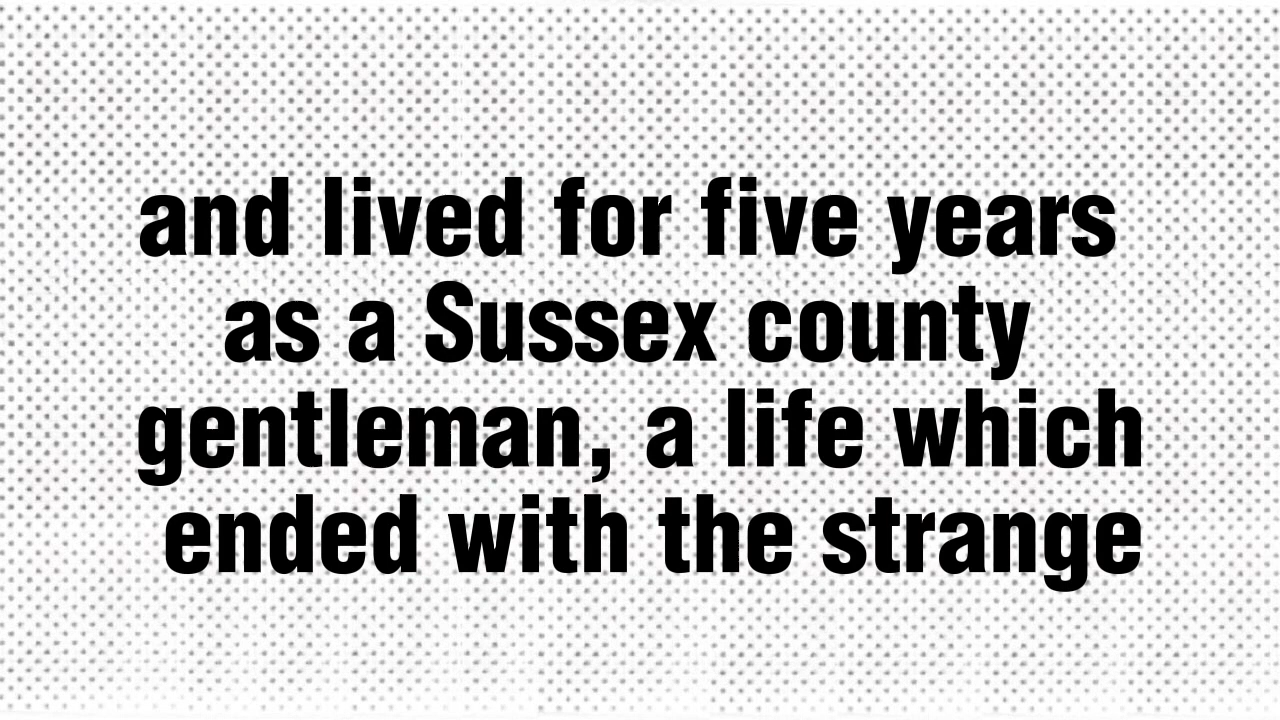 and lived for five years
as a Sussex county
gentleman, a life which
ended with the strange